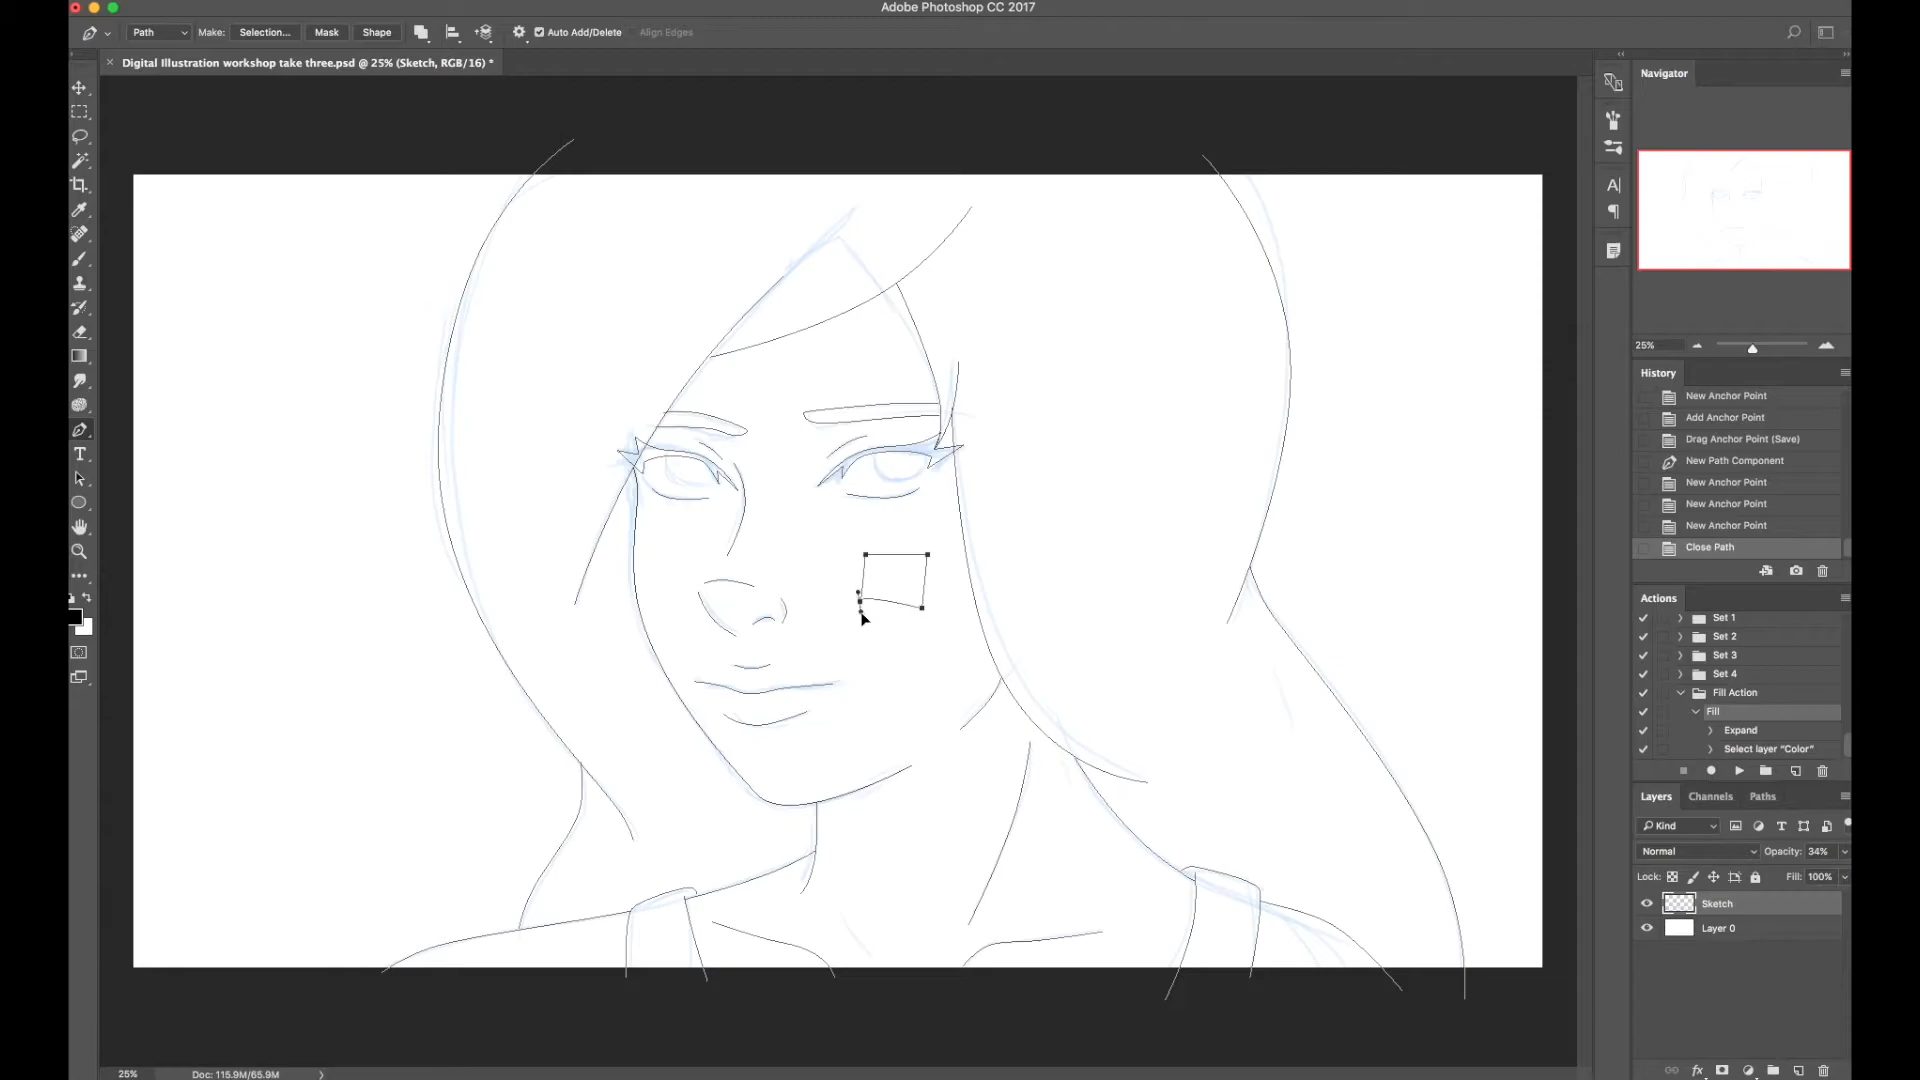 Adobe Photoshop CC 2017
Path
Make:
Selection...
Mask
Shape
Auto Add/Delete
Align Edges
Digital Illustration workshop take three.psd @ 25% (Sketch, RGB/16) *
Navigator
25%
History
New Anchor Point
Add Anchor Point
Drag Anchor Point (Save)
New Path Component
New Anchor Point
New Anchor Point
New Anchor Point
Close Path
Actions
Set 1
Set 2
Set 3
Set 4
Fill Action
Fill
Expand
Select layer "Color"
Layers Channels Paths
Kind
Normal Opacity: 34%
Lock: Fill: 100%
Sketch
Layer 0
25% Doc: 115.9M/65.9M